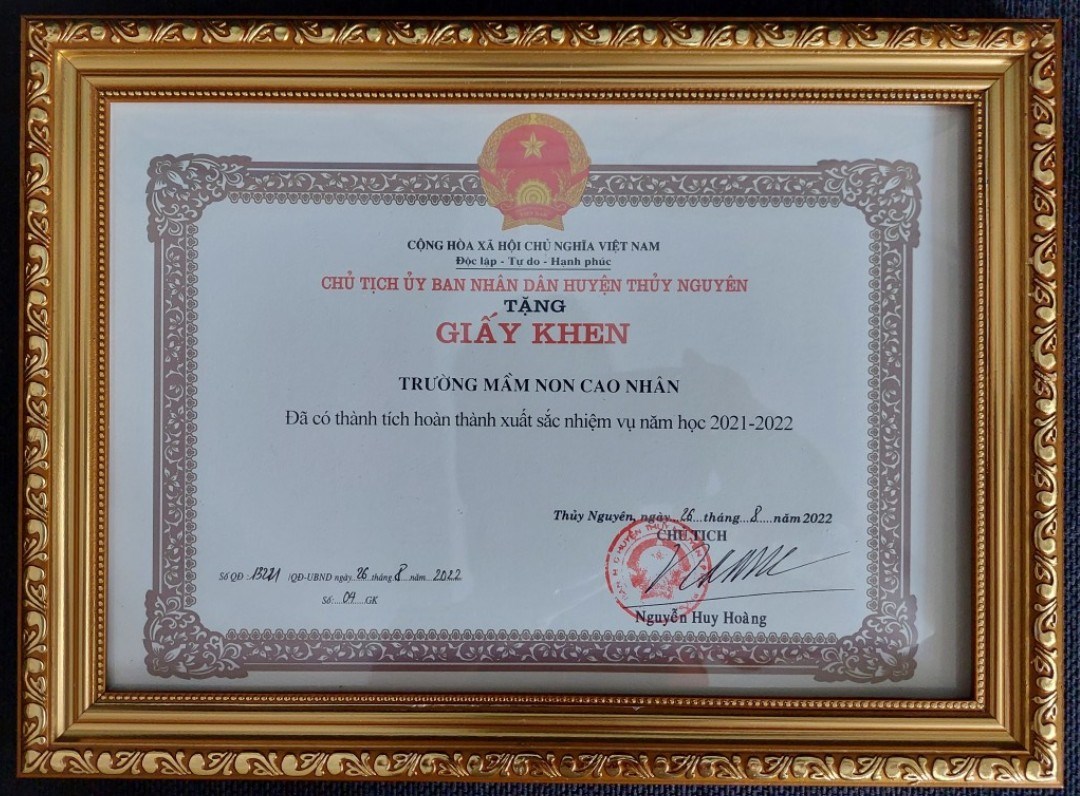 CỘNG HÒA XÃ HỘI CHỦ NGHĨA VIỆT NAM
Độc lập - Tự do - Hạnh phúc
CHỦ TỊCH ỦY BAN NHÂN DÂN HUYỆN THỦY NGUYÊN
TẶNG
GIẤY KHEN
TRƯỜNG MẦM NON CAO NHÂN
Đã có thành tích hoàn thành xuất sắc nhiệm vụ năm học 2021-2022
Thủy Nguyên, ngày...26...tháng...8....năm 2022
CHỦ TỊCH
Số QĐ: /QĐ-UBND ngày 26 tháng 8 năm 2022
Số:....04...GK
Nguyễn Huy Hoàng